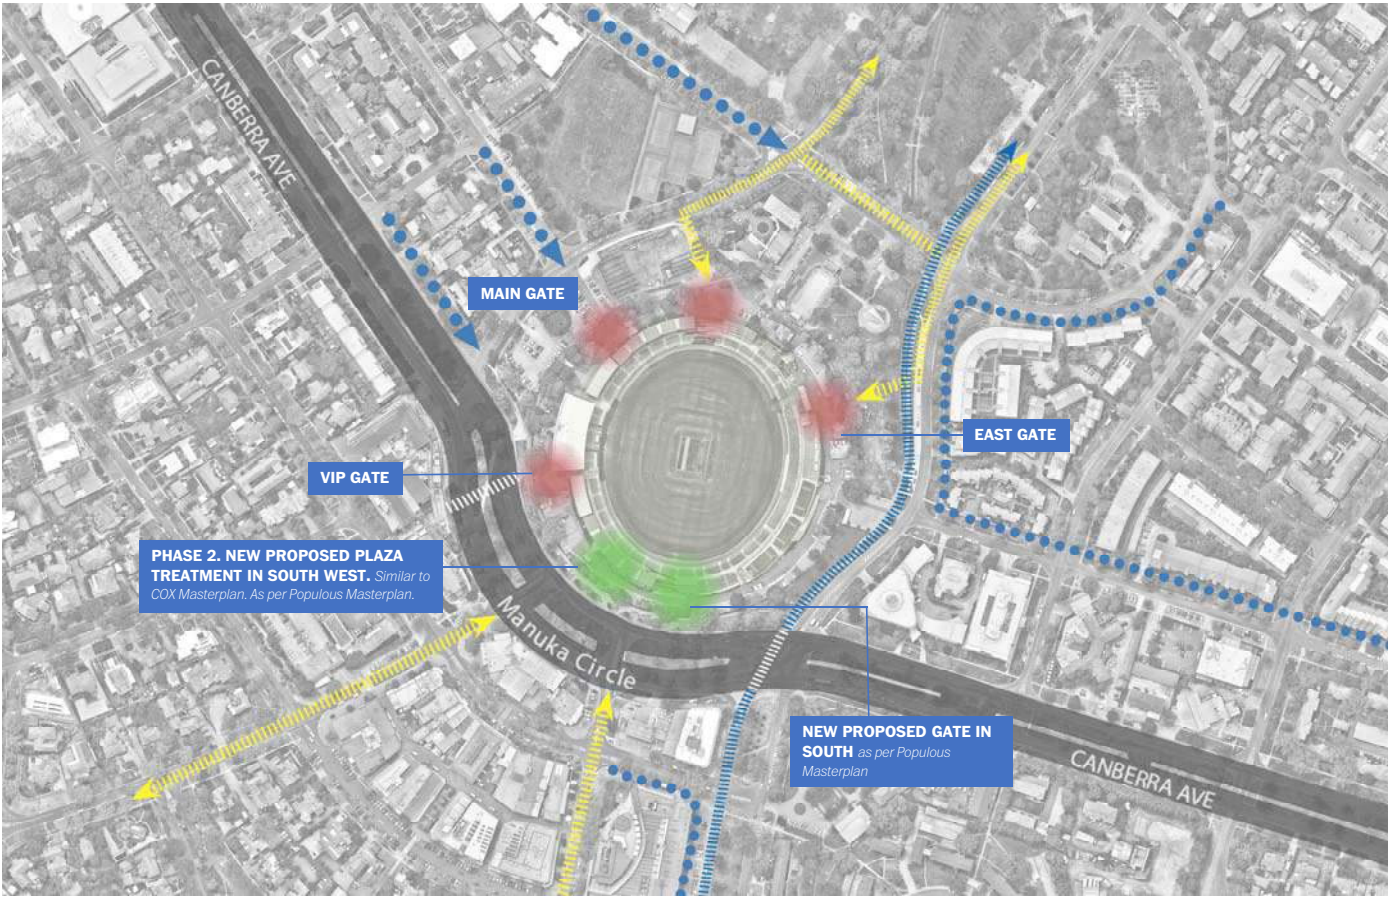 CANBERRA AVE
MAIN GATE
EAST GATE
VIP GATE
PHASE 2. NEW PROPOSED PLAZA
TREATMENT IN SOUTH WEST. Similar to
COX Masterplan. As per Populous Masterplan.
Manuka Circle
NEW PROPOSED GATE IN
SOUTH as per Populous
Masterplan
CANBERRA AVE